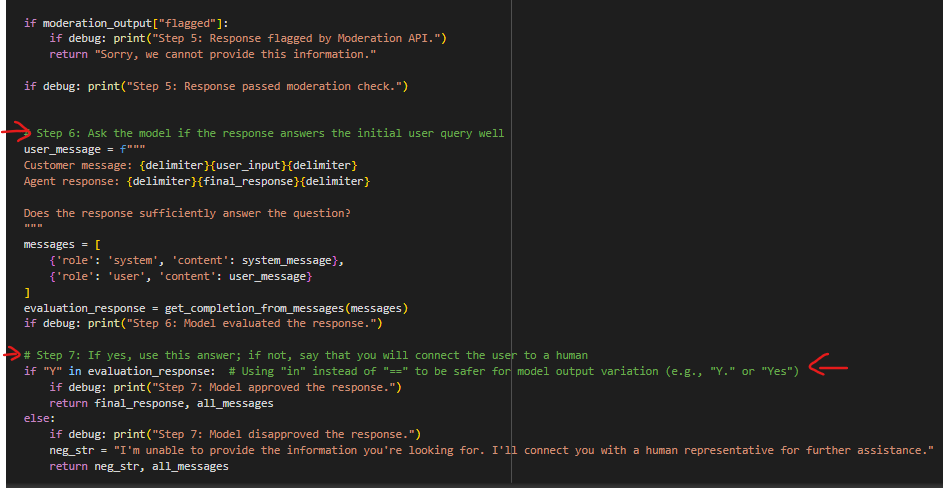 if moderation_output["flagged"]:
    if debug: print("Step 5: Response flagged by Moderation API.")
    return "Sorry, we cannot provide this information."
if debug: print("Step 5: Response passed moderation check.")
# Step 6: Ask the model if the response answers the initial user query well
user_message = f"""
Customer message: {delimiter}{user_input}{delimiter}
Agent response: {delimiter}{final_response}{delimiter}
Does the response sufficiently answer the question?
"""
messages = [
    {'role': 'system', 'content': system_message},
    {'role': 'user', 'content': user_message}
]
evaluation_response = get_completion_from_messages(messages)
if debug: print("Step 6: Model evaluated the response.")
# Step 7: If yes, use this answer; if not, say that you will connect the user to a human
if "Y" in evaluation_response:  # Using "in" instead of "==" to be safer for model output variation (e.g., "Y." or "Yes")
    if debug: print("Step 7: Model approved the response.")
    return final_response, all_messages
else:
    if debug: print("Step 7: Model disapproved the response.")
    neg_str = "I'm unable to provide the information you're looking for. I'll connect you with a human representative for further assistance."
    return neg_str, all_messages